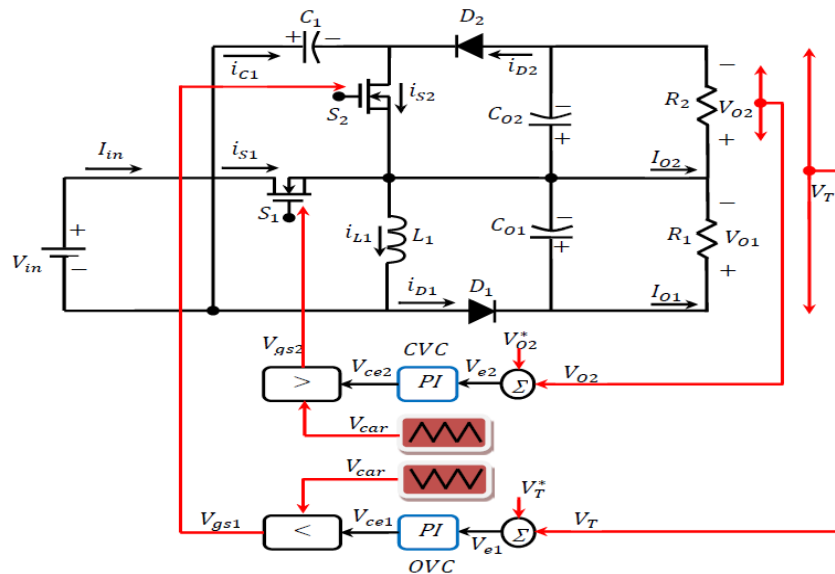 C1
+ −
D2
iC1
iD2
S2
iS2
CO2
−
+
R2
−
VO2
+
Iin
iS1
IO2
VT
S1
Vin
+
−
iL1
L1
CO1
−
+
R1
−
VO1
+
iD1
D1
IO1
Vgs2
>
Vce2
CVC
PI
Ve2
V*O2
Σ
VO2
Vcar
Vcar
Vgs1
<
Vce1
PI
OVC
Ve1
V*T
Σ
VT